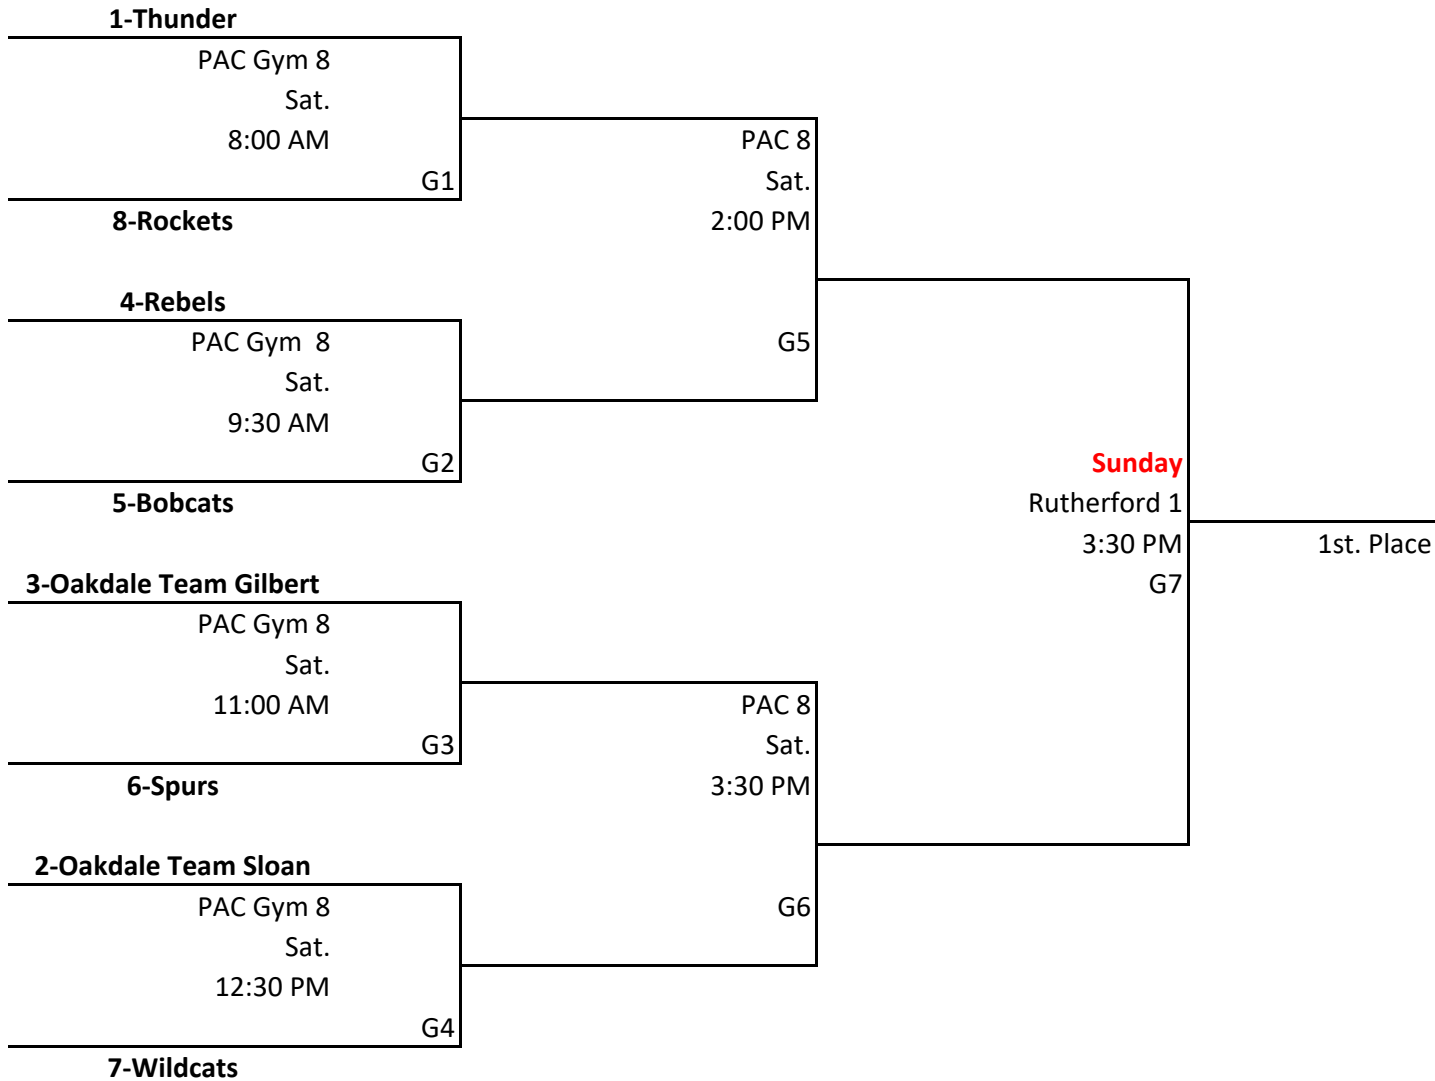 1-Thunder
PAC Gym 8
Sat.
8:00 AM
G1
8-Rockets
4-Rebels
PAC Gym  8
Sat.
9:30 AM
G2
5-Bobcats
3-Oakdale Team Gilbert
PAC Gym 8
Sat.
11:00 AM
G3
6-Spurs
2-Oakdale Team Sloan
PAC Gym 8
Sat.
12:30 PM
G4
7-Wildcats
PAC 8
Sat.
2:00 PM
G5
PAC 8
Sat.
3:30 PM
G6
Sunday
Rutherford 1
3:30 PM
G7
1st. Place